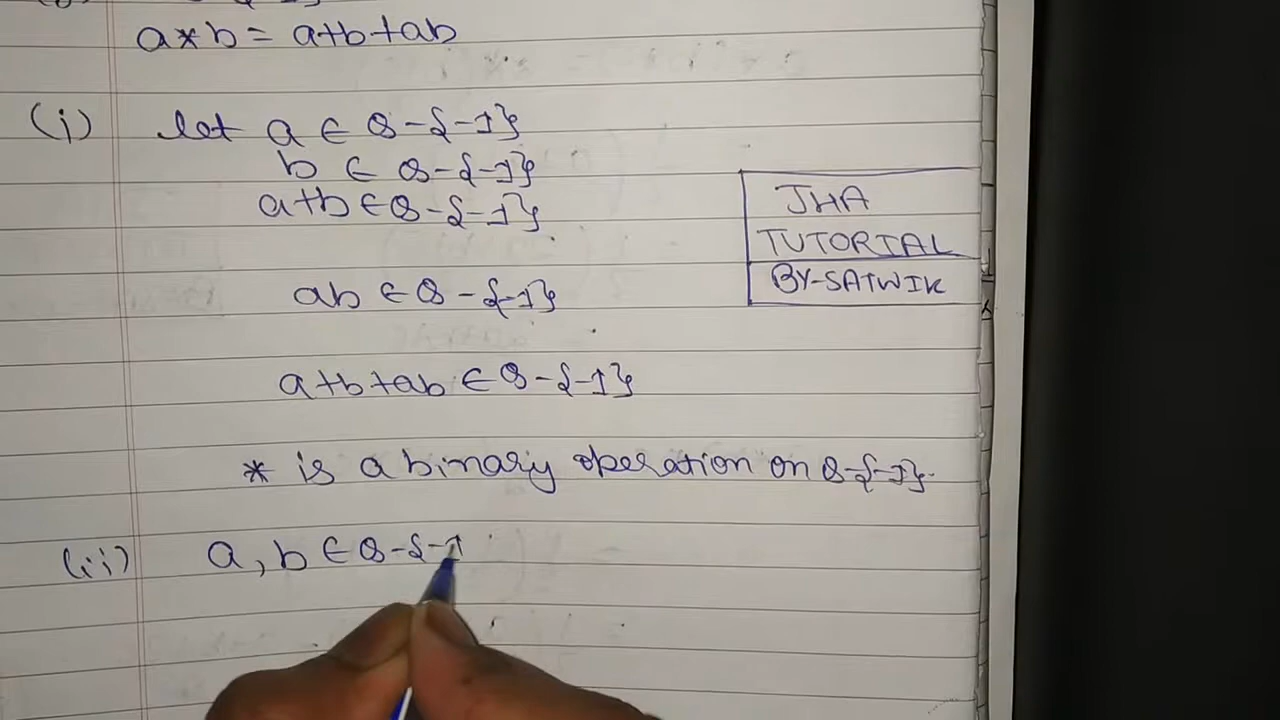 a*b = a+b+ab
(i) let a ∈ Q-{-1}
b ∈ Q-{-1}
a+b ∈ Q-{-1}
ab ∈ Q-{-1}
a+b+ab ∈ Q-{-1}
* is a binary operation on Q-{-1}.
(ii) a, b ∈ Q-{-1
JHA
TUTORIAL
BY-SATWIK